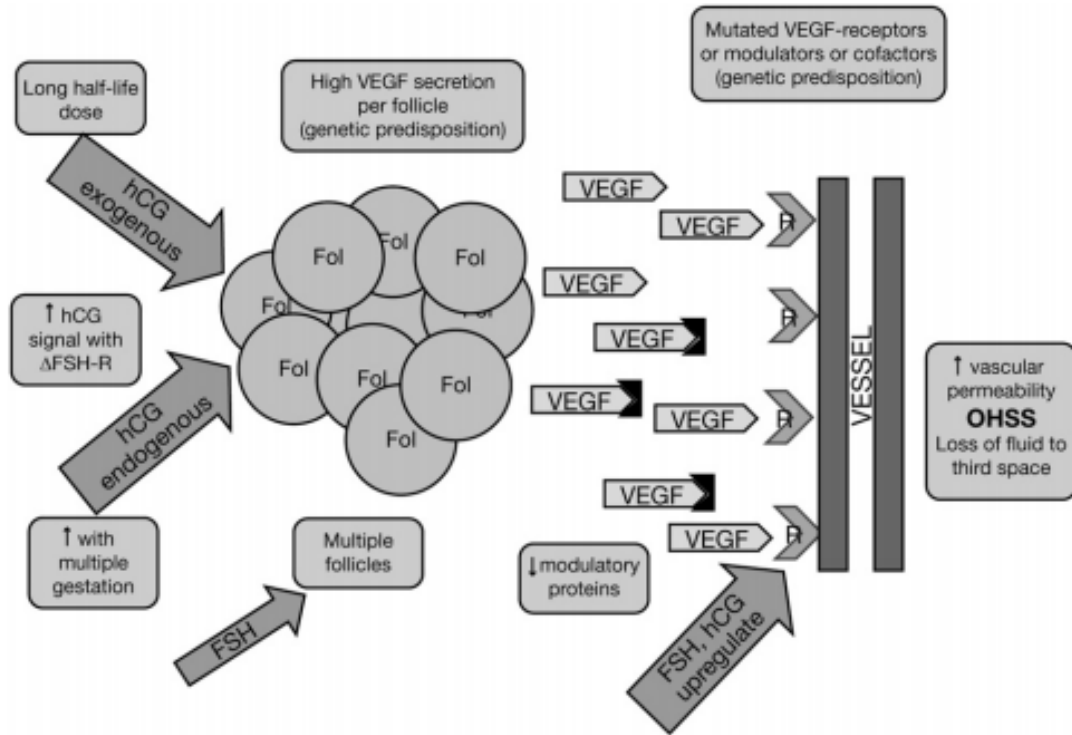 Mutated VEGF-receptors
or modulators or cofactors
(genetic predisposition)
High VEGF secretion
per follicle
(genetic predisposition)
Long half-life
dose
hCG
exogenous
↑ hCG
signal with
ΔFSH-R
hCG
endogenous
↑ with
multiple
gestation
FSH
Multiple
follicles
Fol
Fol
Fol
Fol
Fol
Fol
Fol
Fol
Fol
VEGF
VEGF
VEGF
VEGF
VEGF
VEGF
VEGF
VEGF
R
R
R
R
↓ modulatory
proteins
FSH, hCG
upregulate
VESSEL
↑ vascular
permeability
OHSS
Loss of fluid to
third space